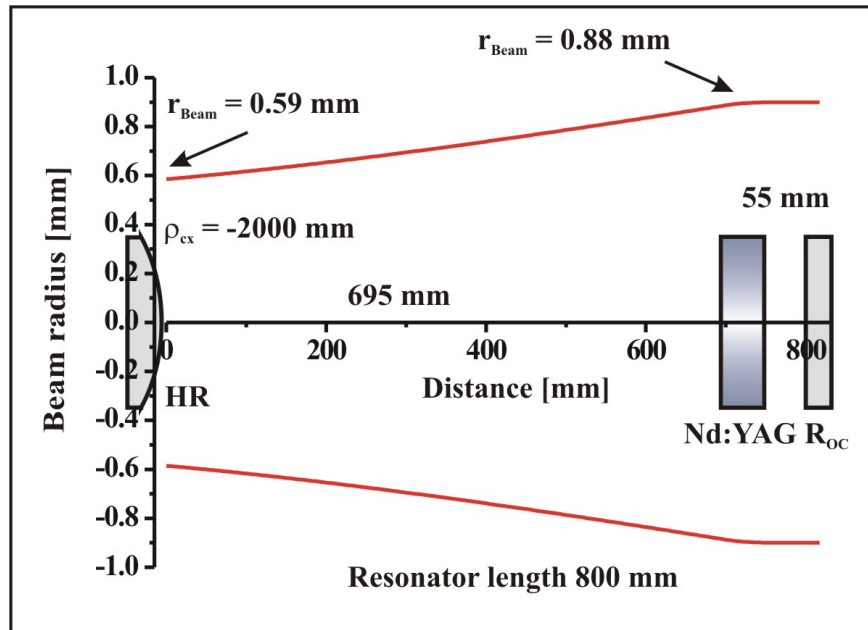 r_Beam = 0.88 mm
r_Beam = 0.59 mm
1.0
0.8
0.6
0.4
0.2
0.0
-0.2
-0.4
-0.6
-0.8
-1.0
Beam radius [mm]
ρ_cx = -2000 mm
55 mm
695 mm
0
200
400
600
800
HR
Distance [mm]
Nd:YAG R_OC
Resonator length 800 mm